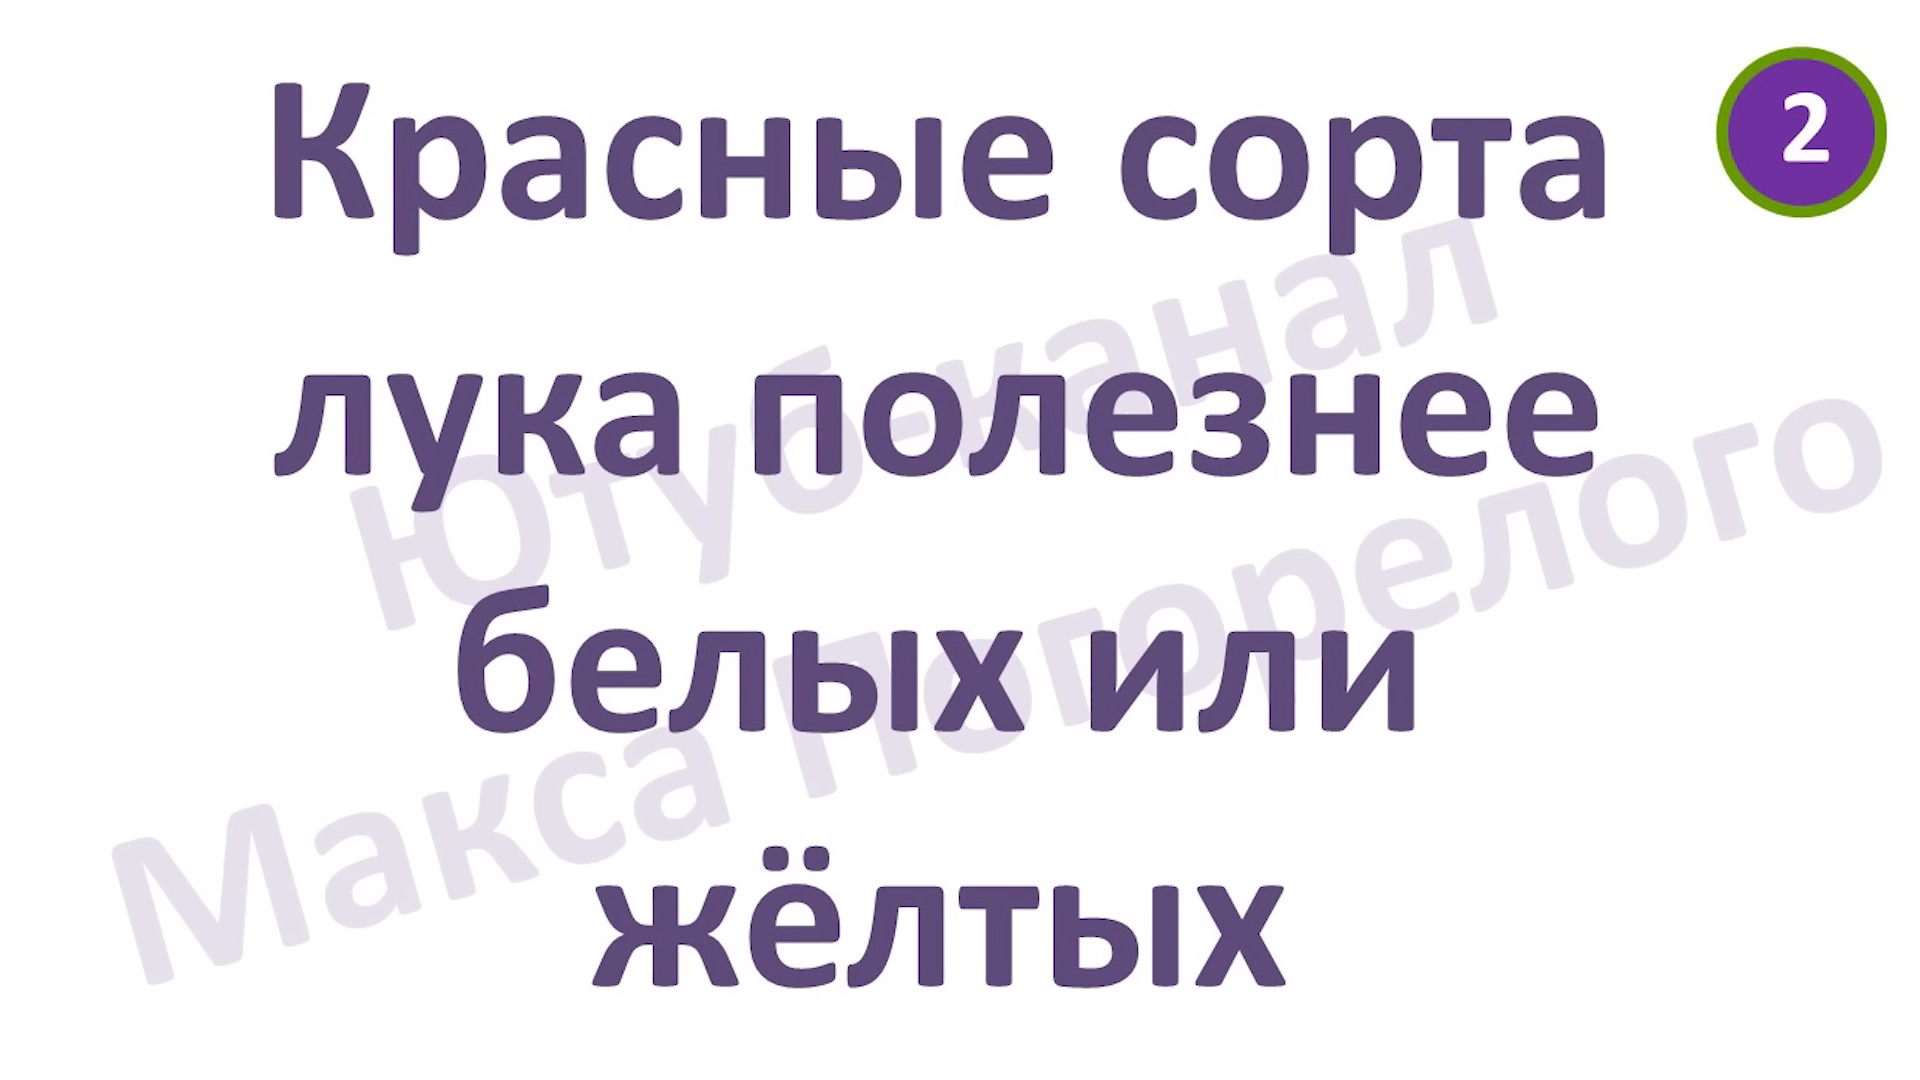 Красные сорта
2
лука полезнее
белых или
жёлтых
Ютуб-канал
Макса Погорелого